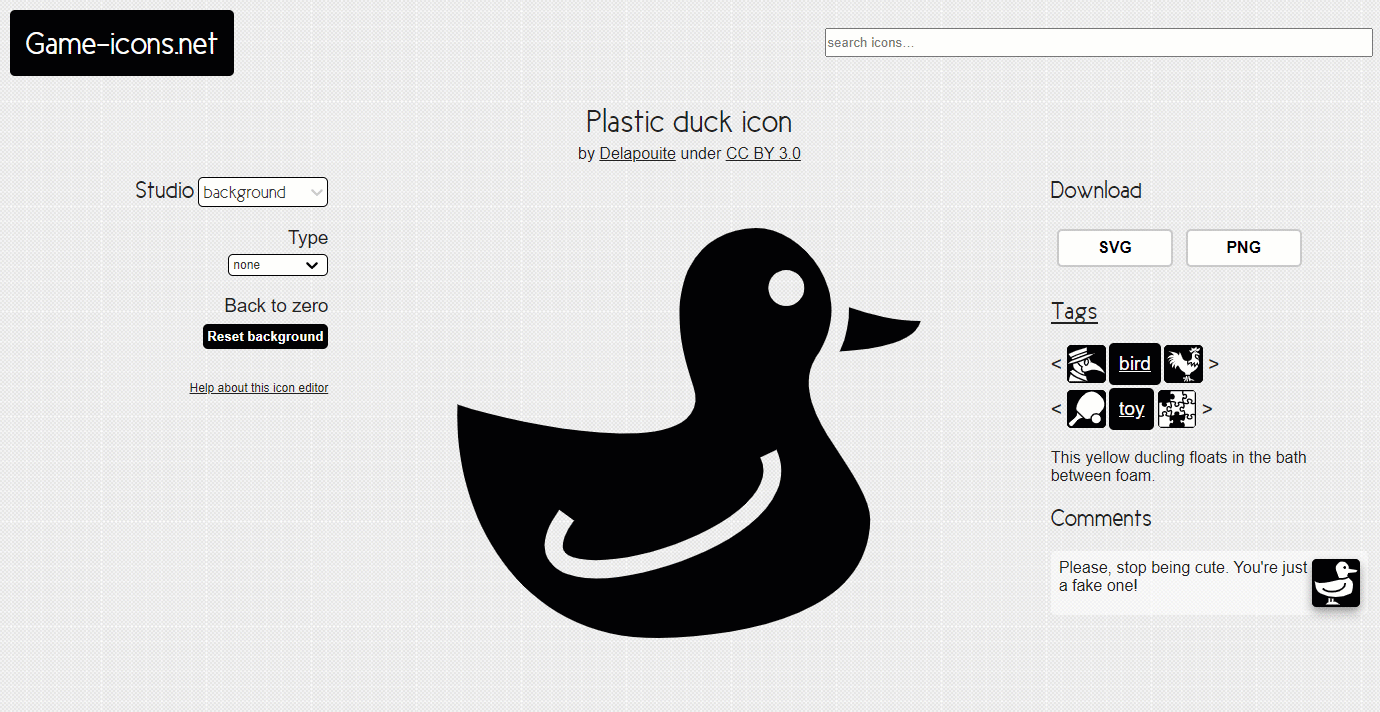 Game-icons.net
search icons...
Plastic duck icon
by Delapouite under CC BY 3.0
Studio background
Type
none
Back to zero
Reset background
Help about this icon editor
Download
SVG PNG
Tags
< bird >
< toy >
This yellow ducling floats in the bath
between foam.
Comments
Please, stop being cute. You're just
a fake one!